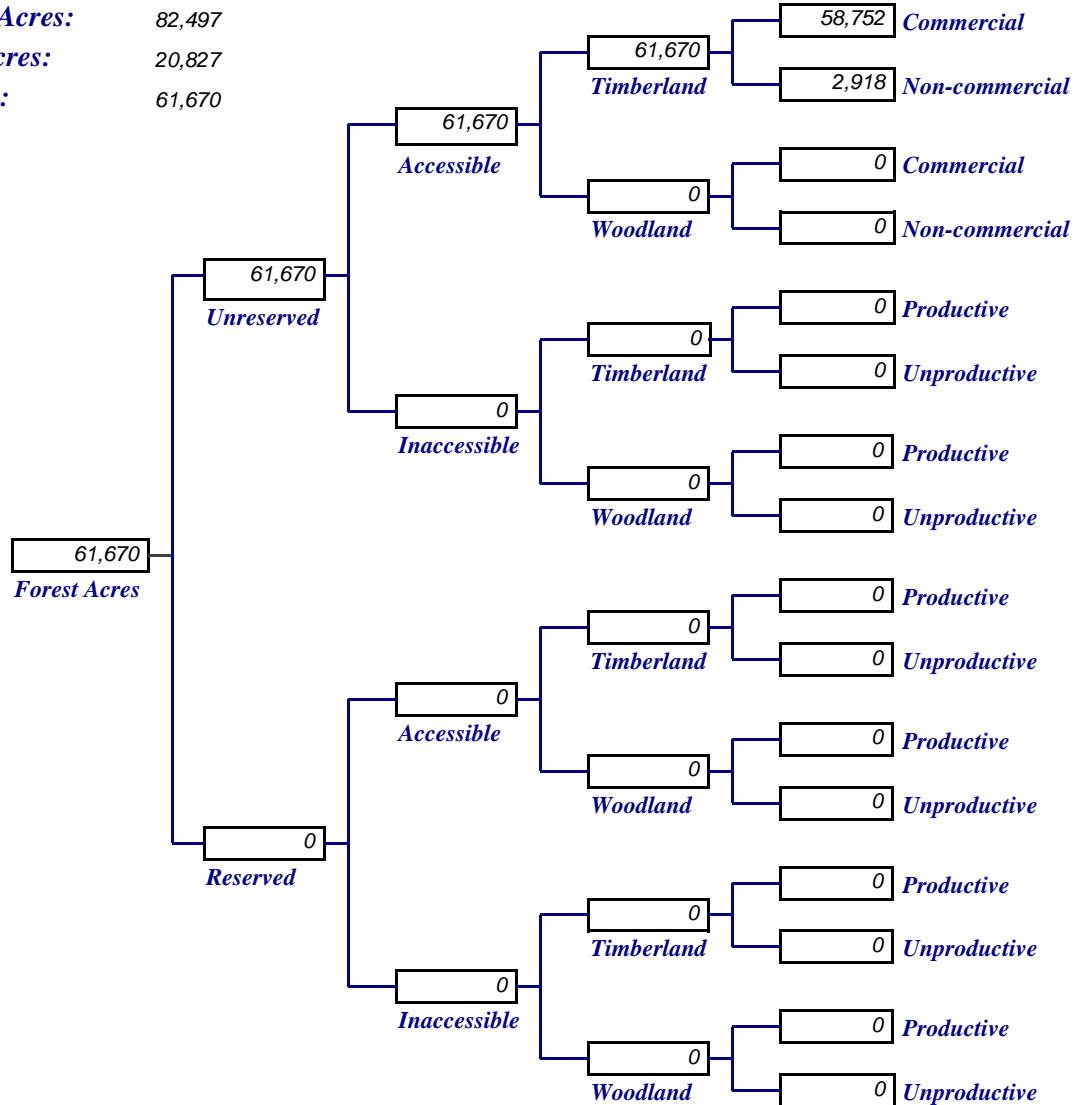 Acres: 82,497
cres: 20,827
: 61,670
58,752 Commercial
61,670
Timberland
2,918 Non-commercial
61,670
Accessible
0 Commercial
0
Woodland
0 Non-commercial
61,670
Unreserved
0 Productive
0
Timberland
0 Unproductive
0
Inaccessible
0 Productive
0
Woodland
0 Unproductive
61,670
Forest Acres
0 Productive
0
Timberland
0 Unproductive
0
Accessible
0 Productive
0
Woodland
0 Unproductive
0
Reserved
0 Productive
0
Timberland
0 Unproductive
0
Inaccessible
0 Productive
0
Woodland
0 Unproductive